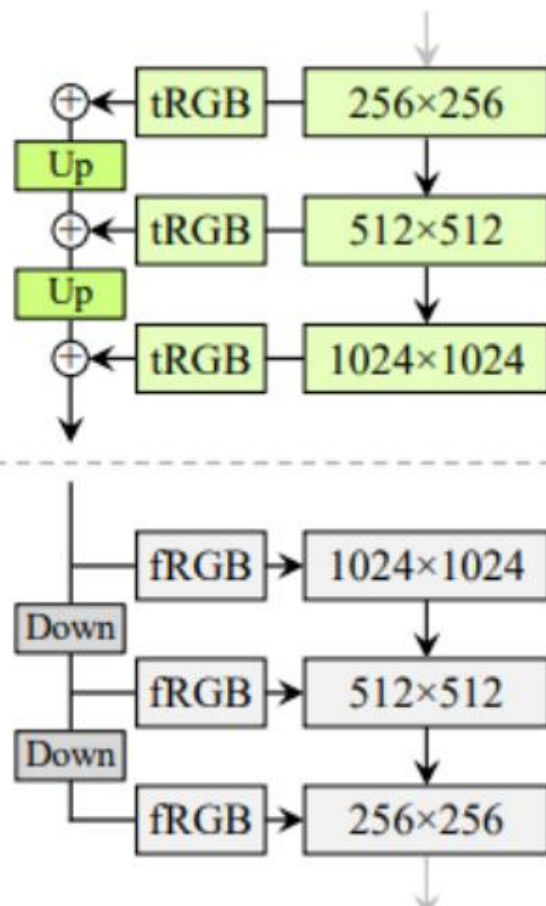 + tRGB 256×256
Up
+ tRGB 512×512
Up
+ tRGB 1024×1024
fRGB 1024×1024
Down
fRGB 512×512
Down
fRGB 256×256